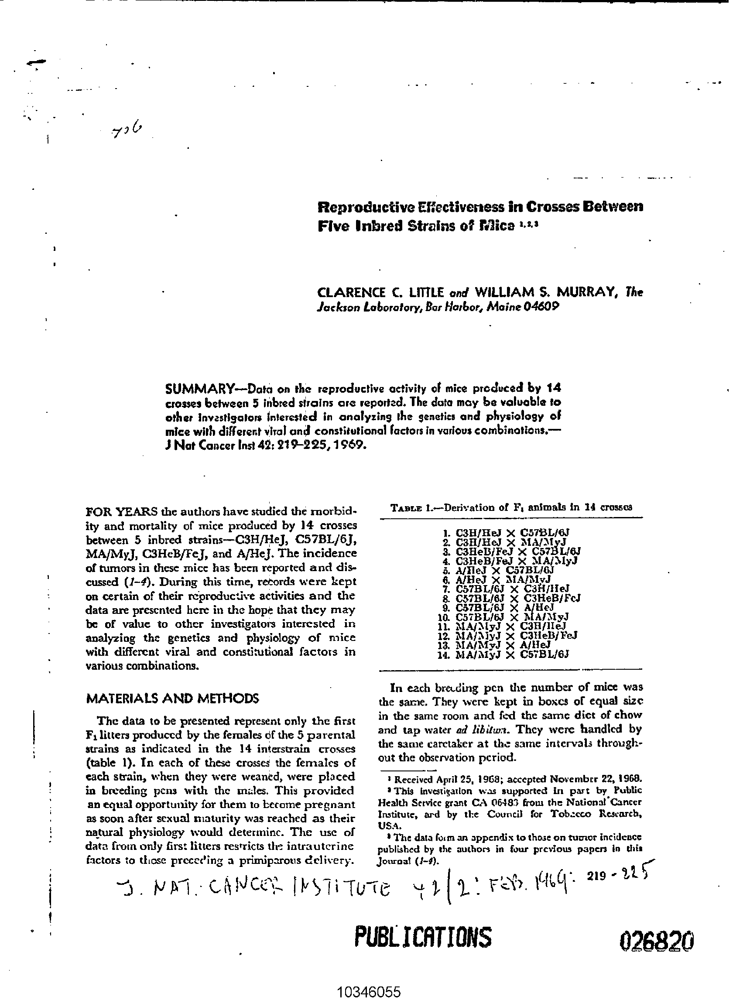 Reproductive Effectiveness in Crosses Between
Five Inbred Strains of Mice 1,2,3
CLARENCE C. LITTLE and WILLIAM S. MURRAY, The
Jackson Laboratory, Bar Harbor, Maine 04609
SUMMARY—Data on the reproductive activity of mice produced by 14
crosses between 5 inbred strains are reported. The data may be valuable to
other investigators interested in analyzing the genetics and physiology of
mice with different viral and constitutional factors in various combinations.—
J Nat Cancer Inst 42: 219-225, 1969.
FOR YEARS the authors have studied the morbid-
ity and mortality of mice produced by 14 crosses
between 5 inbred strains—C3H/HeJ, C57BL/6J,
MA/MyJ, C3HeB/FeJ, and A/HeJ. The incidence
of tumors in these mice has been reported and dis-
cussed (1-4). During this time, records were kept
on certain of their reproductive activities and the
data are presented here in the hope that they may
be of value to other investigators interested in
analyzing the genetics and physiology of mice
with different viral and constitutional factors in
various combinations.
MATERIALS AND METHODS
The data to be presented represent only the first
F₁ litters produced by the females of the 5 parental
strains as indicated in the 14 interstrain crosses
(table 1). In each of these crosses the females of
each strain, when they were weaned, were placed
in breeding pens with the males. This provided
an equal opportunity for them to become pregnant
as soon after sexual maturity was reached as their
natural physiology would determine. The use of
data from only first litters restricts the intrauterine
factors to those preceding a primiparous delivery.
TABLE 1.—Derivation of F₁ animals in 14 crosses
1. C3H/HeJ × C57BL/6J
2. C3H/HeJ × MA/MyJ
3. C3HeB/FeJ × C57BL/6J
4. C3HeB/FeJ × MA/MyJ
5. A/HeJ × C57BL/6J
6. A/HeJ × MA/MyJ
7. C57BL/6J × C3H/HeJ
8. C57BL/6J × C3HeB/FeJ
9. C57BL/6J × A/HeJ
10. C57BL/6J × MA/MyJ
11. MA/MyJ × C3H/HeJ
12. MA/MyJ × C3HeB/FeJ
13. MA/MyJ × A/HeJ
14. MA/MyJ × C57BL/6J
In each breeding pen the number of mice was
the same. They were kept in boxes of equal size
in the same room and fed the same diet of chow
and tap water ad libitum. They were handled by
the same caretaker at the same intervals through-
out the observation period.
1 Received April 25, 1968; accepted November 22, 1968.
2 This investigation was supported in part by Public
Health Service grant CA 06483 from the National Cancer
Institute, and by the Council for Tobacco Research,
USA.
3 The data form an appendix to those on tumor incidence
published by the authors in four previous papers in this
Journal (1-4).
J. NAT. CANCER INSTITUTE 42/2: FEB. 1969: 219-225
PUBLICATIONS
026820
10346055